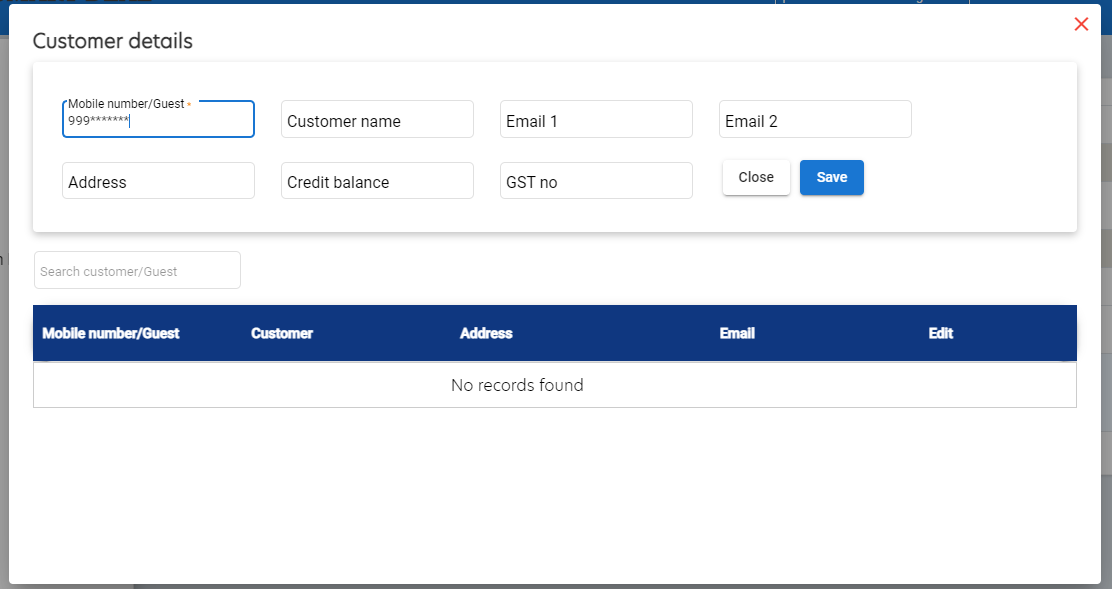 Customer details
Mobile number/Guest *
999*******
Customer name
Email 1
Email 2
Address
Credit balance
GST no
Close
Save
Search customer/Guest
Mobile number/Guest Customer Address Email Edit
No records found